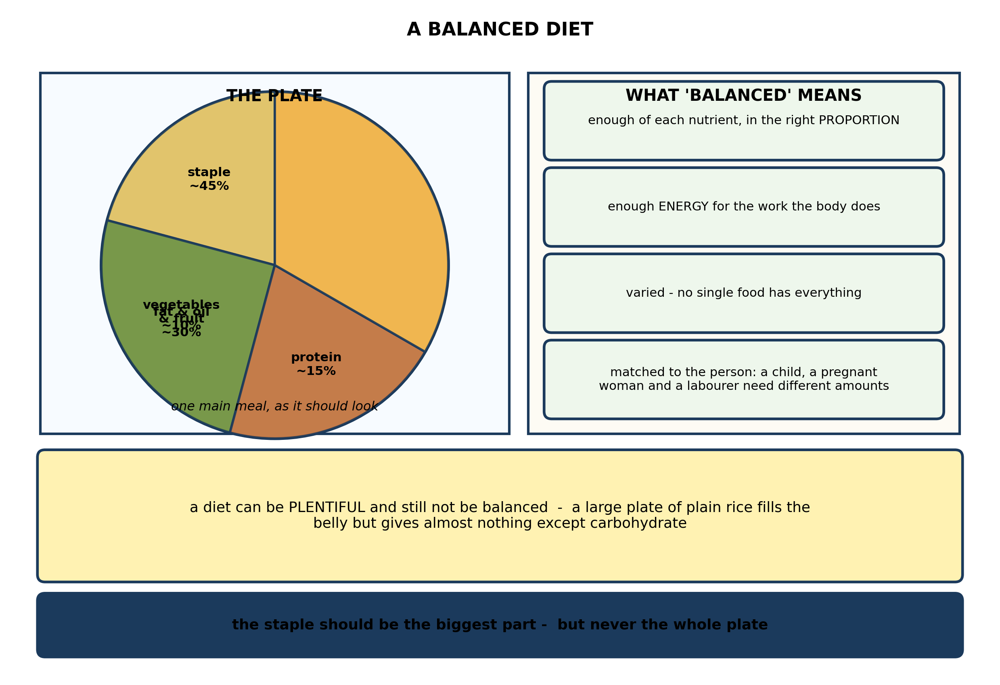 A BALANCED DIET
THE PLATE
staple
~45%
vegetables
& fruit
~30%
fat & oil
~10%
protein
~15%
one main meal, as it should look
WHAT 'BALANCED' MEANS
enough of each nutrient, in the right PROPORTION
enough ENERGY for the work the body does
varied - no single food has everything
matched to the person: a child, a pregnant
woman and a labourer need different amounts
a diet can be PLENTIFUL and still not be balanced  -  a large plate of plain rice fills the
belly but gives almost nothing except carbohydrate
the staple should be the biggest part -  but never the whole plate